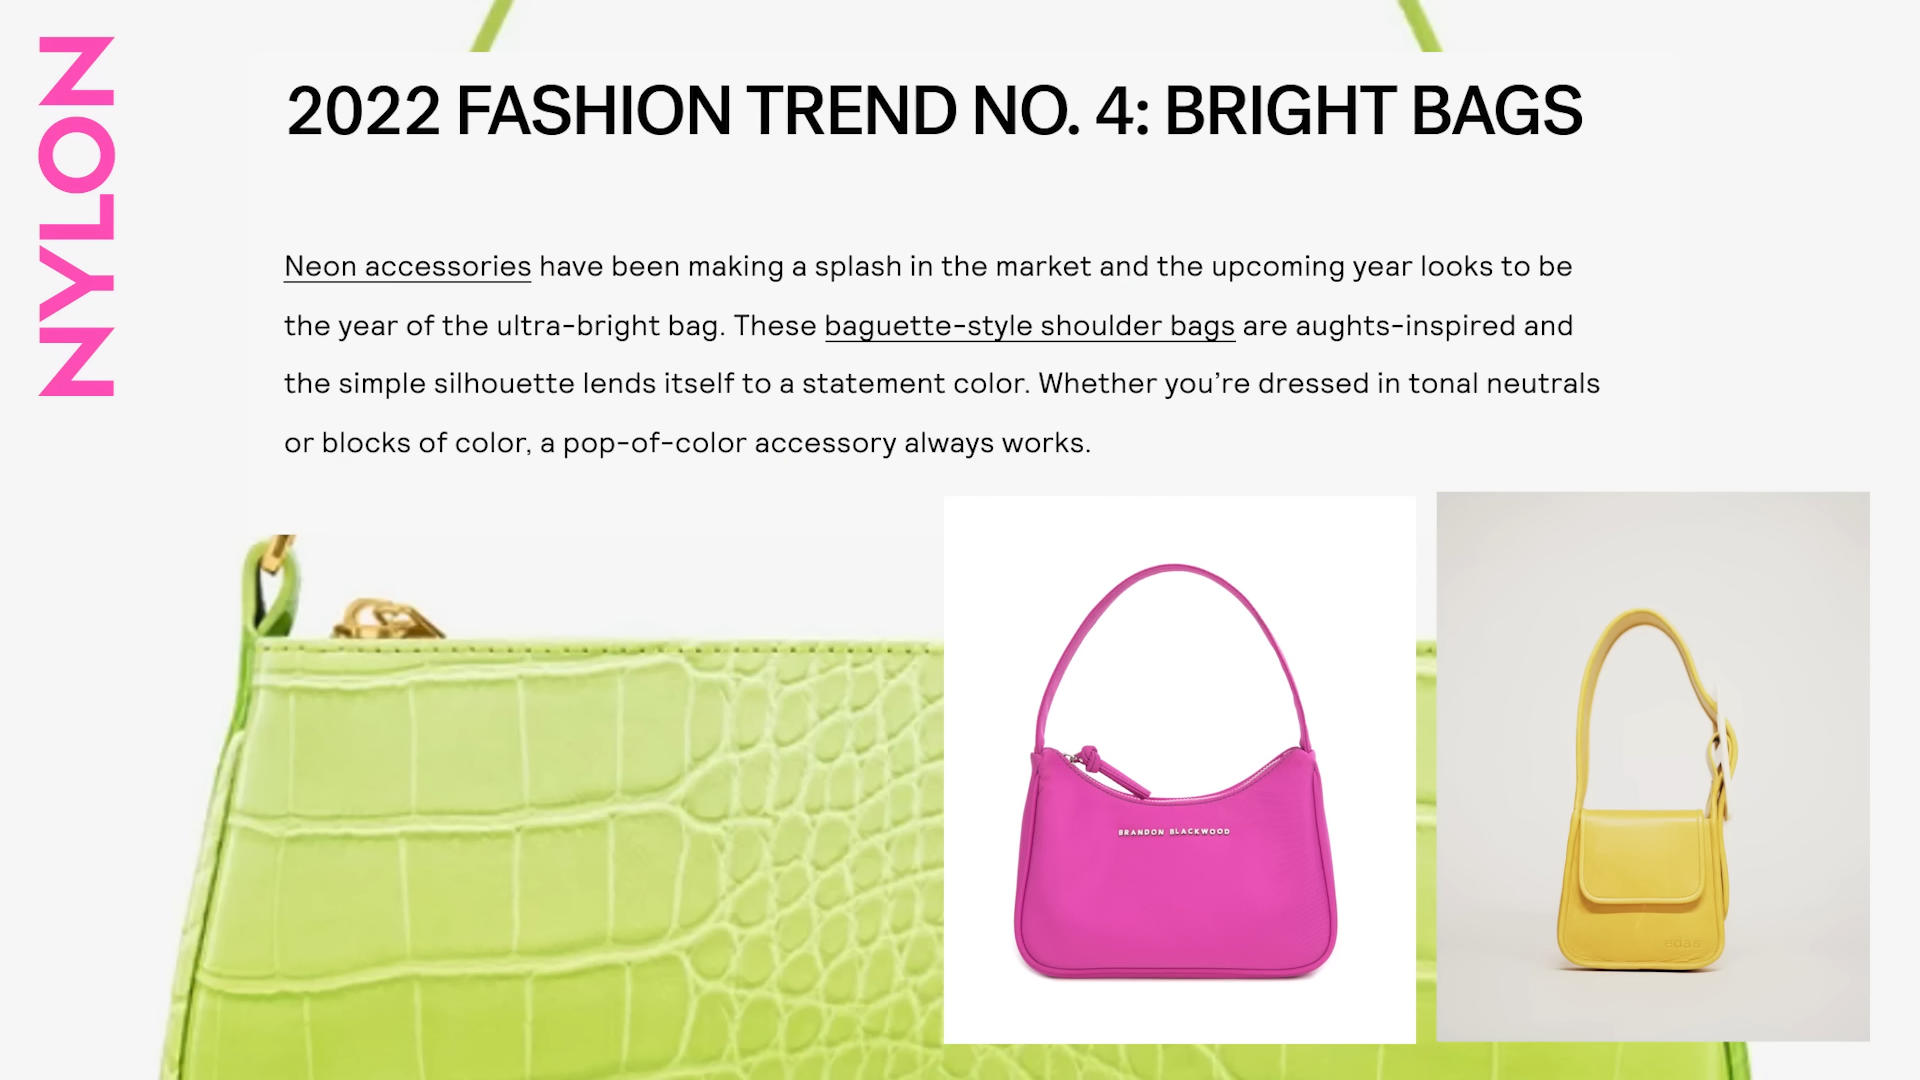 NYLON
2022 FASHION TREND NO. 4: BRIGHT BAGS
Neon accessories have been making a splash in the market and the upcoming year looks to be
the year of the ultra-bright bag. These baguette-style shoulder bags are aughts-inspired and
the simple silhouette lends itself to a statement color. Whether you’re dressed in tonal neutrals
or blocks of color, a pop-of-color accessory always works.
BRANDON BLACKWOOD
edas